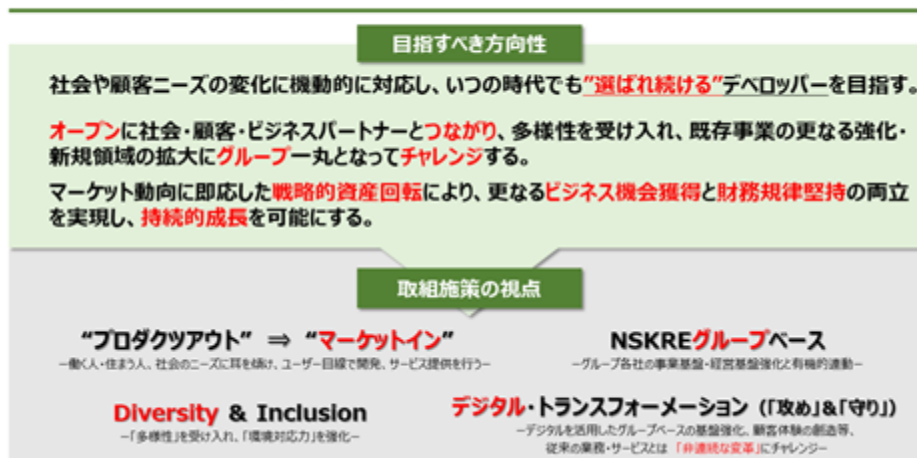 目指すべき方向性
社会や顧客ニーズの変化に機動的に対応し、いつの時代でも”選ばれ続ける”デベロッパーを目指す。
オープンに社会・顧客・ビジネスパートナーとつながり、多様性を受け入れ、既存事業の更なる強化・
新規領域の拡大にグループ一丸となってチャレンジする。
マーケット動向に即応した戦略的資産回転により、更なるビジネス機会獲得と財務規律堅持の両立
を実現し、持続的成長を可能にする。
取組施策の視点
“プロダクツアウト” ⇒ “マーケットイン”
−働く人・住まう人、社会のニーズに耳を傾け、ユーザー目線で開発、サービス提供を行う−
NSKREグループベース
−グループ各社の事業基盤・経営基盤強化と有機的連動−
Diversity & Inclusion
−「多様性」を受け入れ、「環境対応力」を強化−
デジタル・トランスフォーメーション（「攻め」&「守り」）
−デジタルを活用したグループベースの基盤強化、顧客体験の創造等、
従来の業務・サービスとは 「非連続な変革」にチャレンジ−